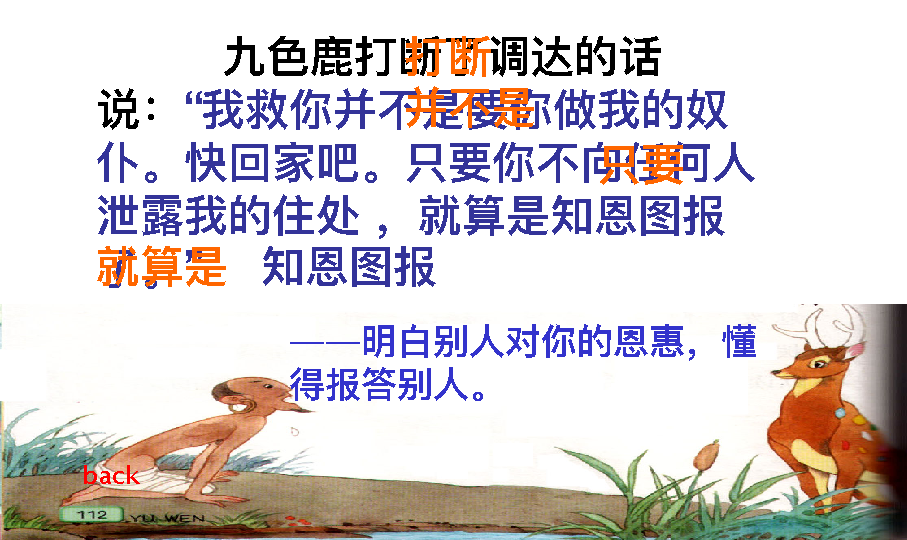 九色鹿打断了调达的话
说：“我救你并不是要你做我的奴
仆。快回家吧。只要你不向任何人
泄露我的住处 ，就算是知恩图报
了。”
打断
并不是
只要
就算是 知恩图报
——明白别人对你的恩惠，懂
得报答别人。
back
112 YU WEN